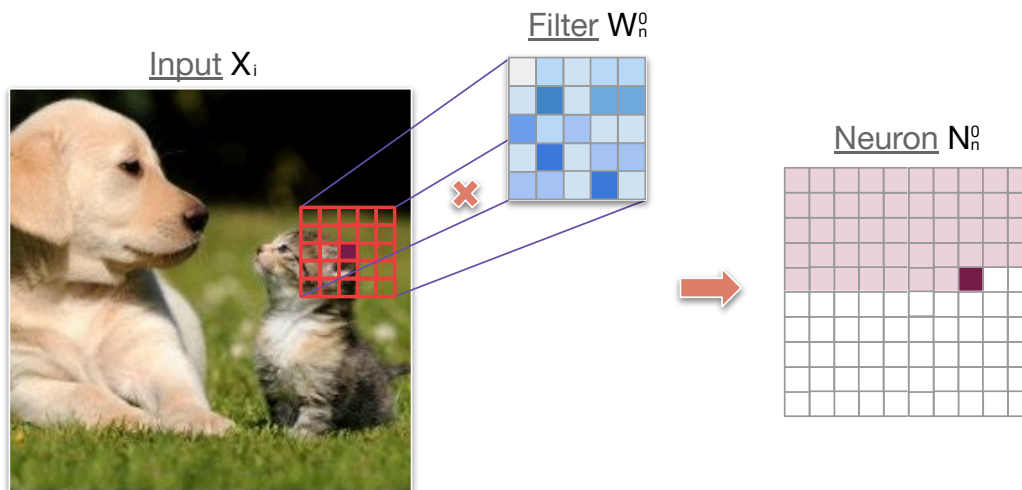 Input Xᵢ
Filter W⁰ₙ
Neuron N⁰ₙ